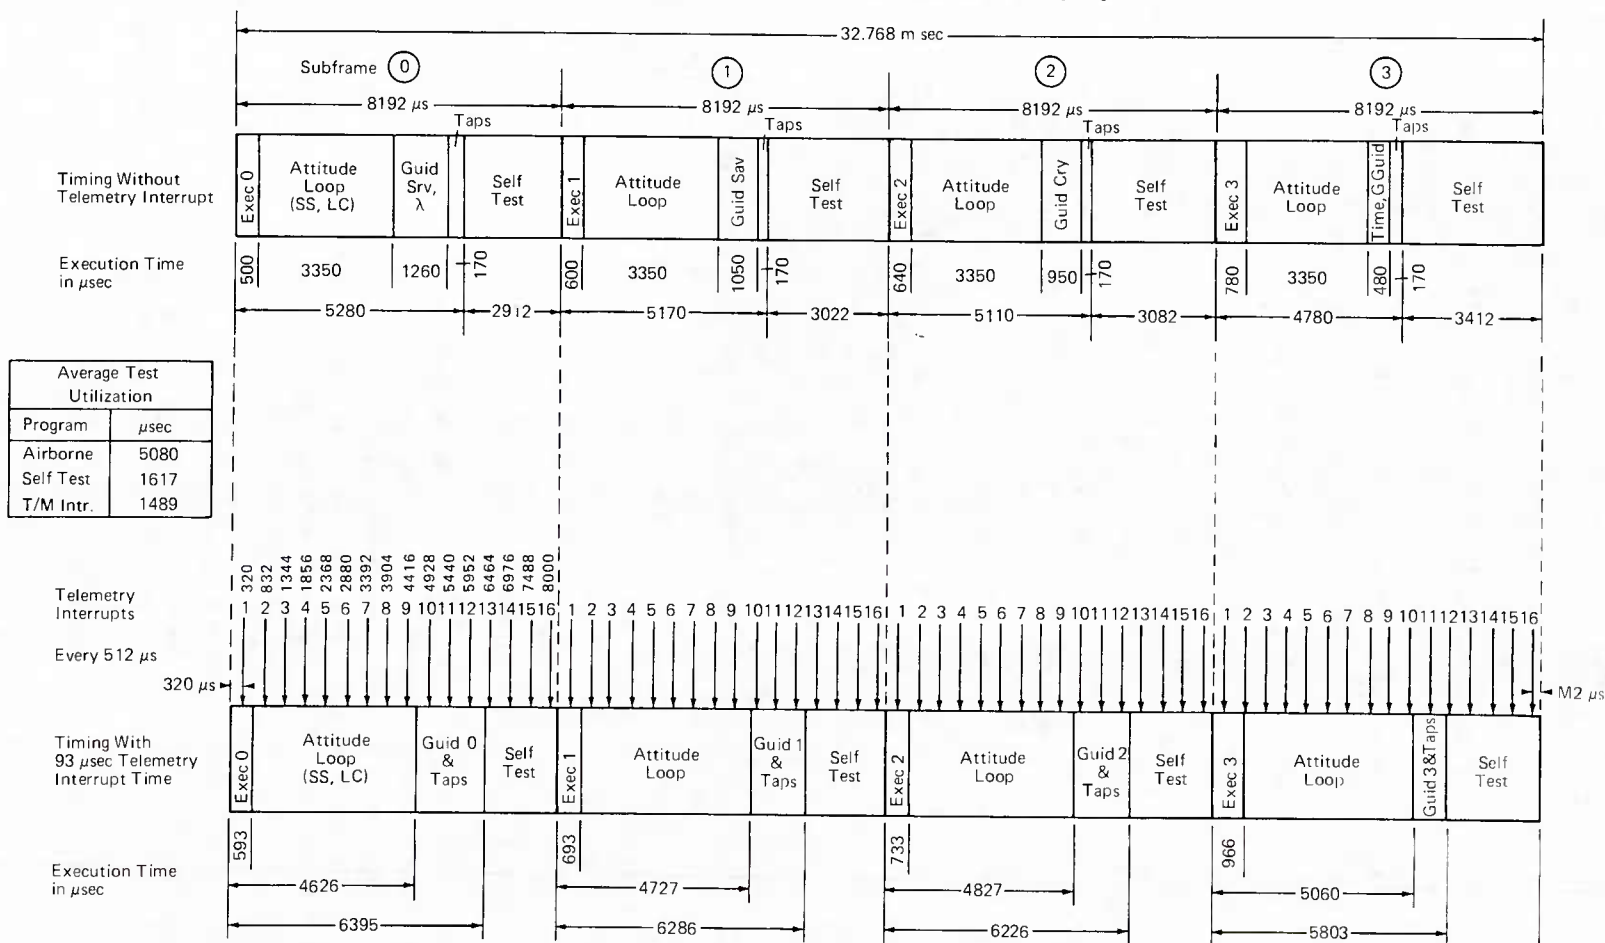 32.768 m sec
Subframe 0 1 2 3
8192 μs 8192 μs 8192 μs 8192 μs
Taps Taps Taps Taps
Timing Without
Telemetry Interrupt
Exec 0
Attitude
Loop
(SS, LC)
Guid
Srv,
λ
Self
Test
Exec 1
Attitude
Loop
Guid Sav
Self
Test
Exec 2
Attitude
Loop
Guid Cry
Self
Test
Exec 3
Attitude
Loop
Time, G Guid
Self
Test
Execution Time
in μsec
500 3350 1260 170 600 3350 1050 170 640 3350 950 170 780 3350 480 170
5280 2912 5170 3022 5110 3082 4780 3412
Average Test
Utilization
Program μsec
Airborne 5080
Self Test 1617
T/M Intr. 1489
320 832 1344 1856 2368 2880 3392 3904 4416 4928 5440 5952 6464 6976 7488 8000
Telemetry
Interrupts
1 2 3 4 5 6 7 8 9 10 11 12 13 14 15 16 1 2 3 4 5 6 7 8 9 10 11 12 13 14 15 16 1 2 3 4 5 6 7 8 9 10 11 12 13 14 15 16 1 2 3 4 5 6 7 8 9 10 11 12 13 14 15 16
Every 512 μs
320 μs
M2 μs
Timing With
93 μsec Telemetry
Interrupt Time
Exec 0
Attitude
Loop
(SS, LC)
Guid 0
&
Taps
Self
Test
Exec 1
Attitude
Loop
Guid 1
&
Taps
Self
Test
Exec 2
Attitude
Loop
Guid 2
&
Taps
Self
Test
Exec 3
Attitude
Loop
Guid 3&Taps
Self
Test
593 693 733 966
Execution Time
in μsec
4626 4727 4827 5060
6395 6286 6226 5803